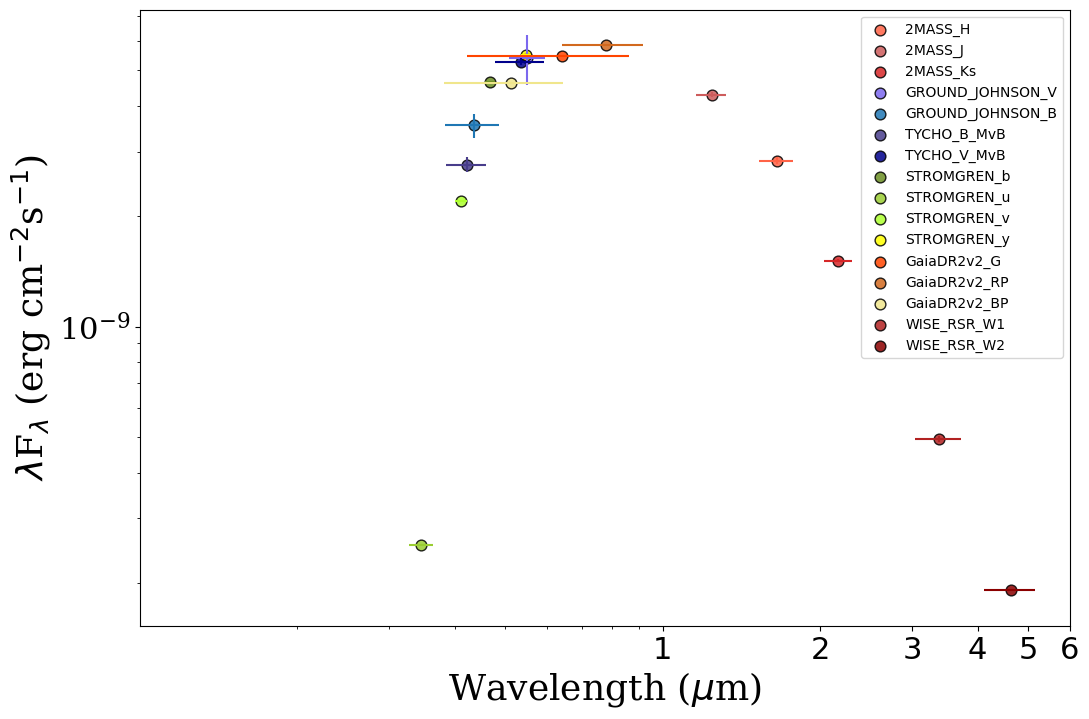 2MASS_H
2MASS_J
2MASS_Ks
GROUND_JOHNSON_V
GROUND_JOHNSON_B
TYCHO_B_MvB
TYCHO_V_MvB
STROMGREN_b
STROMGREN_u
STROMGREN_v
STROMGREN_y
GaiaDR2v2_G
GaiaDR2v2_RP
GaiaDR2v2_BP
WISE_RSR_W1
WISE_RSR_W2
λF_λ (erg cm⁻²s⁻¹)
10⁻⁹
1 2 3 4 5 6
Wavelength (μm)